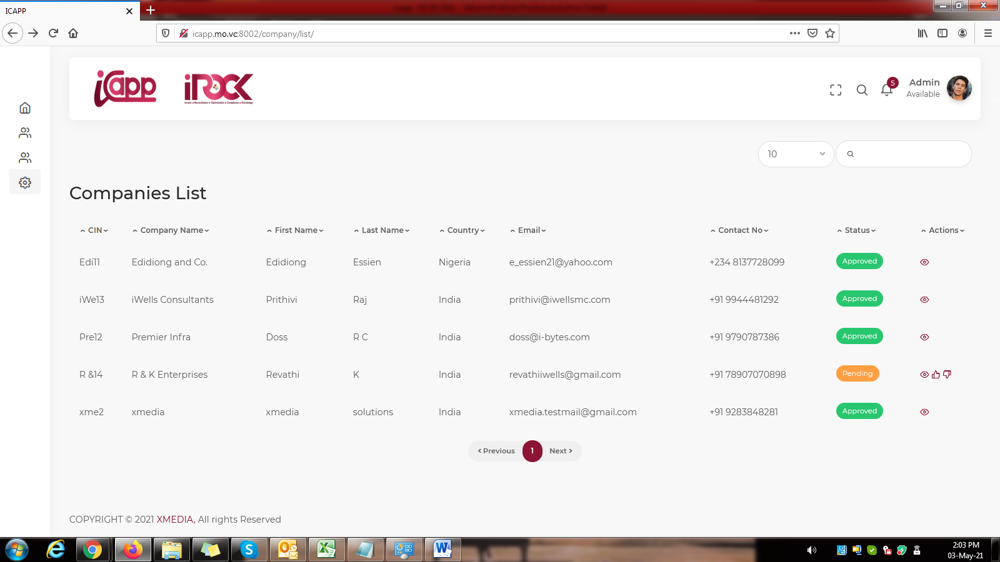 ICAPP
icapp.mo.vc:8002/company/list/
icapp
iROCK
Invoice • Reconciliation • Optimisation • Compliance • Knowledge
5
Admin
Available
10
Companies List
CIN Company Name First Name Last Name Country Email Contact No Status Actions
Edi11 Edidiong and Co. Edidiong Essien Nigeria e_essien21@yahoo.com +234 8137728099 Approved
iWe13 iWells Consultants Prithivi Raj India prithivi@iwellsmc.com +91 9944481292 Approved
Pre12 Premier Infra Doss R C India doss@i-bytes.com +91 9790787386 Approved
R &14 R & K Enterprises Revathi K India revathiiwells@gmail.com +91 78907070898 Pending
xme2 xmedia xmedia solutions India xmedia.testmail@gmail.com +91 9283848281 Approved
Previous 1 Next
COPYRIGHT © 2021 XMEDIA, All rights Reserved
2:03 PM
03-May-21